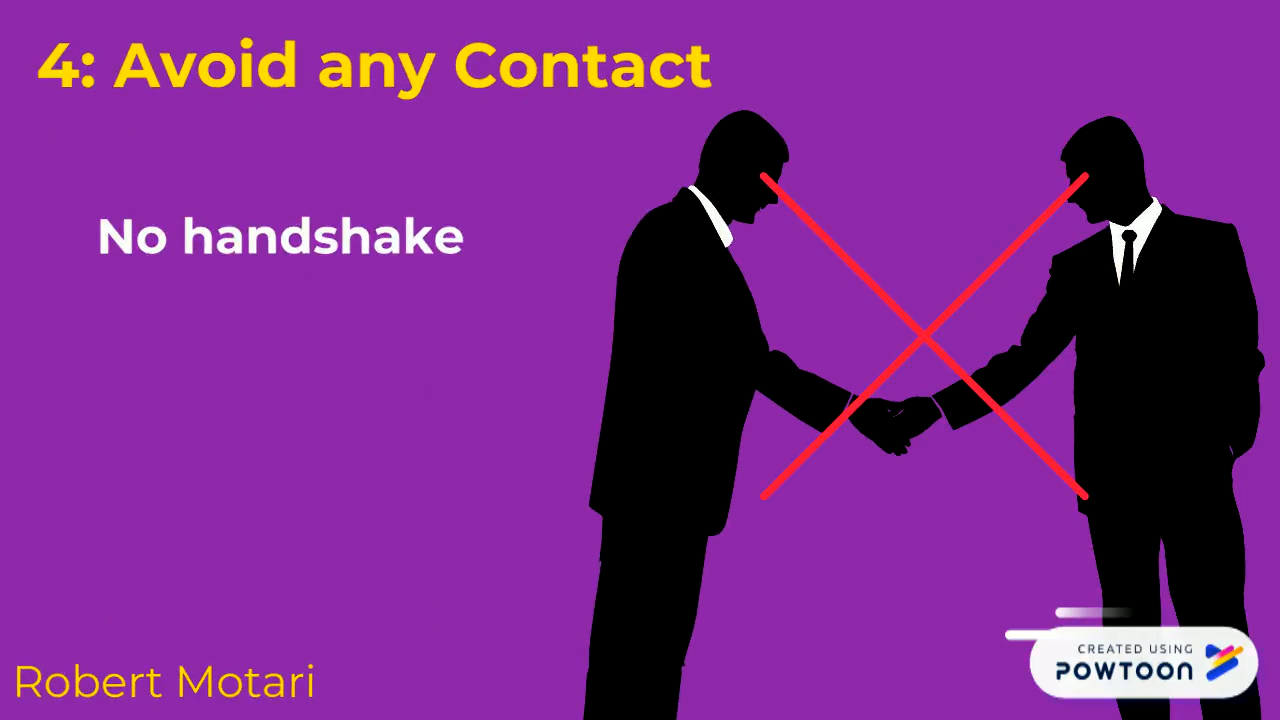 4: Avoid any Contact
No handshake
Robert Motari
CREATED USING
POWTOON